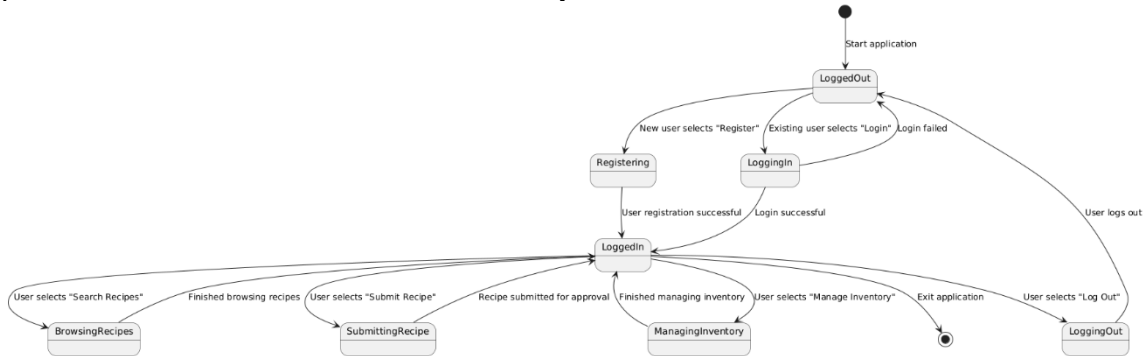 Start application
LoggedOut
New user selects "Register"
Existing user selects "Login"
Login failed
Registering
LoggingIn
User registration successful
Login successful
User logs out
LoggedIn
User selects "Search Recipes"
Finished browsing recipes
User selects "Submit Recipe"
Recipe submitted for approval
Finished managing inventory
User selects "Manage Inventory"
Exit application
User selects "Log Out"
BrowsingRecipes
SubmittingRecipe
ManagingInventory
LoggingOut